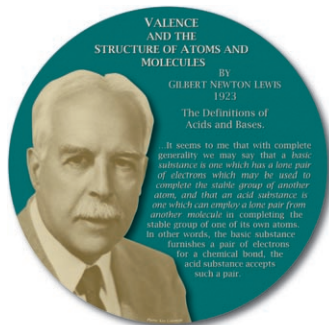 VALENCE
AND THE
STRUCTURE OF ATOMS AND
MOLECULES
BY
GILBERT NEWTON LEWIS
1923
The Definitions of
Acids and Bases.
...It seems to me that with complete
generality we may say that a basic
substance is one which has a lone pair
of electrons which may be used to
complete the stable group of another
atom, and that an acid substance is
one which can employ a lone pair from
another molecule in completing the
stable group of one of its own atoms.
In other words, the basic substance
furnishes a pair of electrons
for a chemical bond, the
acid substance accepts
such a pair.